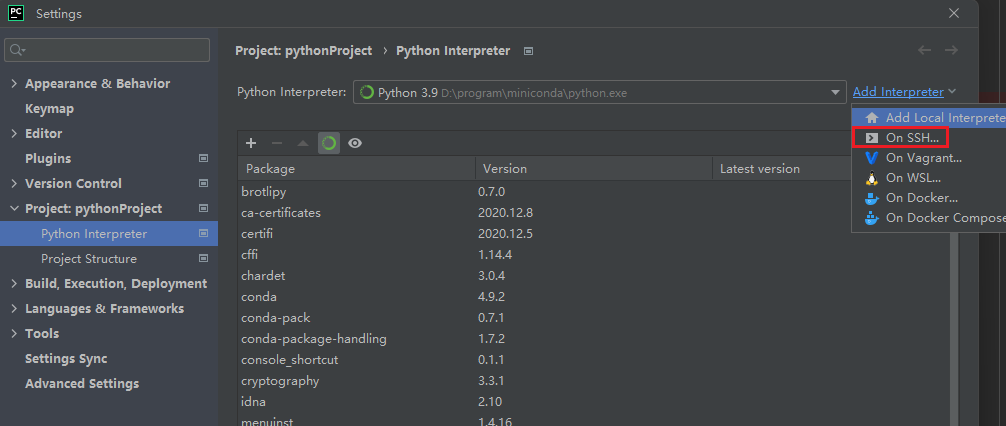 PC Settings
Project: pythonProject › Python Interpreter
Appearance & Behavior
Keymap
Editor
Plugins
Version Control
Project: pythonProject
Python Interpreter
Project Structure
Build, Execution, Deployment
Languages & Frameworks
Tools
Settings Sync
Advanced Settings
Python Interpreter: Python 3.9 D:\program\miniconda\python.exe Add Interpreter
Add Local Interprete
On SSH...
On Vagrant...
On WSL...
On Docker...
On Docker Compose
Package Version Latest version
brotlipy 0.7.0
ca-certificates 2020.12.8
certifi 2020.12.5
cffi 1.14.4
chardet 3.0.4
conda 4.9.2
conda-pack 0.7.1
conda-package-handling 1.7.2
console_shortcut 0.1.1
cryptography 3.3.1
idna 2.10
menuinst 1.4.16